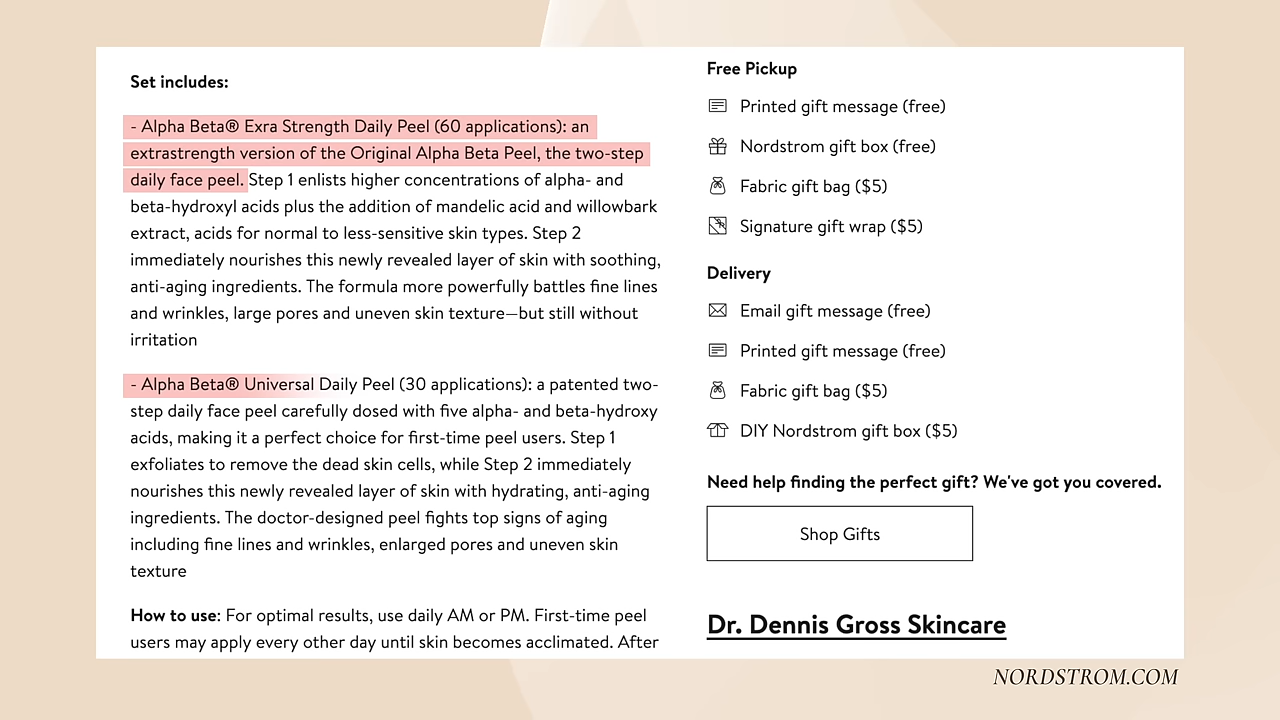 Set includes:
- Alpha Beta® Exra Strength Daily Peel (60 applications): an
extrastrength version of the Original Alpha Beta Peel, the two-step
daily face peel. Step 1 enlists higher concentrations of alpha- and
beta-hydroxyl acids plus the addition of mandelic acid and willowbark
extract, acids for normal to less-sensitive skin types. Step 2
immediately nourishes this newly revealed layer of skin with soothing,
anti-aging ingredients. The formula more powerfully battles fine lines
and wrinkles, large pores and uneven skin texture—but still without
irritation
- Alpha Beta® Universal Daily Peel (30 applications): a patented two-
step daily face peel carefully dosed with five alpha- and beta-hydroxy
acids, making it a perfect choice for first-time peel users. Step 1
exfoliates to remove the dead skin cells, while Step 2 immediately
nourishes this newly revealed layer of skin with hydrating, anti-aging
ingredients. The doctor-designed peel fights top signs of aging
including fine lines and wrinkles, enlarged pores and uneven skin
texture
How to use: For optimal results, use daily AM or PM. First-time peel
users may apply every other day until skin becomes acclimated. After
Free Pickup
Printed gift message (free)
Nordstrom gift box (free)
Fabric gift bag ($5)
Signature gift wrap ($5)
Delivery
Email gift message (free)
Printed gift message (free)
Fabric gift bag ($5)
DIY Nordstrom gift box ($5)
Need help finding the perfect gift? We've got you covered.
Shop Gifts
Dr. Dennis Gross Skincare
NORDSTROM.COM